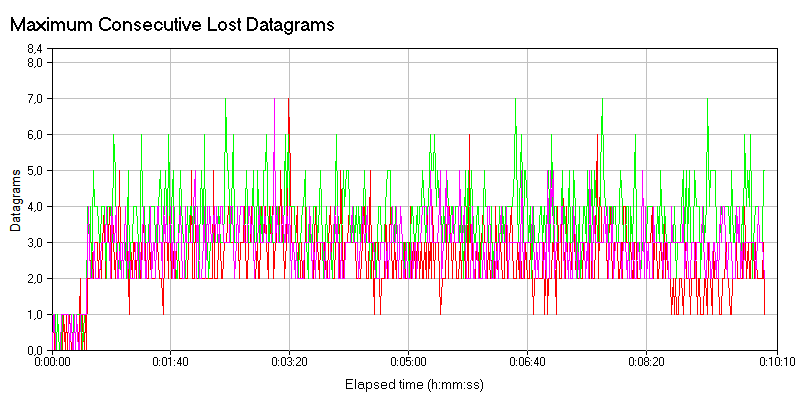 Maximum Consecutive Lost Datagrams
8,4
8,0
7,0
6,0
5,0
4,0
3,0
2,0
1,0
0,0
Datagrams
0:00:00 0:01:40 0:03:20 0:05:00 0:06:40 0:08:20 0:10:10
Elapsed time (h:mm:ss)